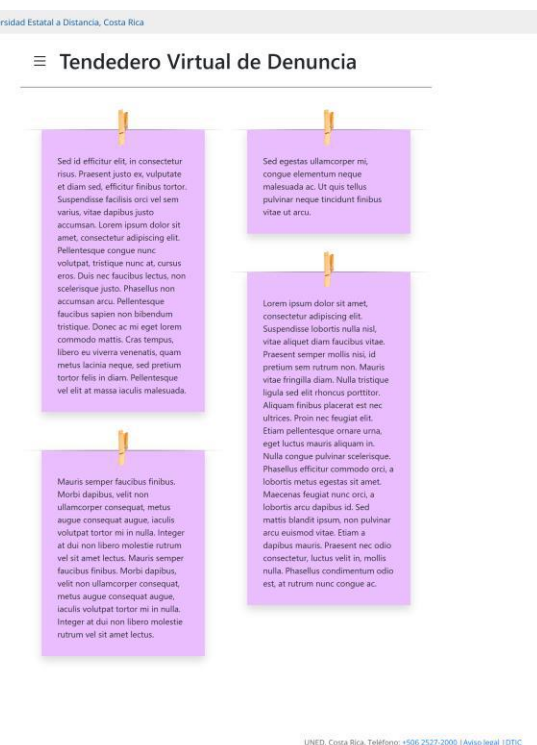 rsidad Estatal a Distancia, Costa Rica
Tendedero Virtual de Denuncia
Sed id efficitur elit, in consectetur
risus. Praesent justo ex, vulputate
et diam sed, efficitur finibus tortor.
Suspendisse facilisis orci vel sem
varius, vitae dapibus justo
accumsan. Lorem ipsum dolor sit
amet, consectetur adipiscing elit.
Pellentesque congue nunc
volutpat, tristique nunc at, cursus
eros. Duis nec faucibus lectus, non
scelerisque justo. Phasellus non
accumsan arcu. Pellentesque
faucibus sapien non bibendum
tristique. Donec ac mi eget lorem
commodo mattis. Cras tempus,
libero eu viverra venenatis, quam
metus lacinia neque, sed pretium
tortor felis in diam. Pellentesque
vel elit at massa iaculis malesuada.
Mauris semper faucibus finibus.
Morbi dapibus, velit non
ullamcorper consequat, metus
augue consequat augue, iaculis
volutpat tortor mi in nulla. Integer
at dui non libero molestie rutrum
vel sit amet lectus. Mauris semper
faucibus finibus. Morbi dapibus,
velit non ullamcorper consequat,
metus augue consequat augue,
iaculis volutpat tortor mi in nulla.
Integer at dui non libero molestie
rutrum vel sit amet lectus.
Sed egestas ullamcorper mi,
congue elementum neque
malesuada ac. Ut quis tellus
pulvinar neque tincidunt finibus
vitae ut arcu.
Lorem ipsum dolor sit amet,
consectetur adipiscing elit.
Suspendisse lobortis nulla nisl,
vitae aliquet diam faucibus vitae.
Praesent semper mollis nisi, id
pretium sem rutrum non. Mauris
vitae fringilla diam. Nulla tristique
ligula sed elit rhoncus porttitor.
Aliquam finibus placerat est nec
ultrices. Proin nec feugiat elit.
Etiam pellentesque ornare urna,
eget luctus mauris aliquam in.
Nulla congue pulvinar scelerisque.
Phasellus efficitur commodo orci, a
lobortis metus egestas sit amet.
Maecenas feugiat nunc orci, a
lobortis arcu dapibus id. Sed
mattis blandit ipsum, non pulvinar
arcu euismod vitae. Etiam a
dapibus mauris. Praesent nec odio
consectetur, luctus velit in, mollis
nulla. Phasellus condimentum odio
est, at rutrum nunc congue ac.
UNED, Costa Rica. Teléfono: +506 2527-2000 | Aviso legal | DTIC